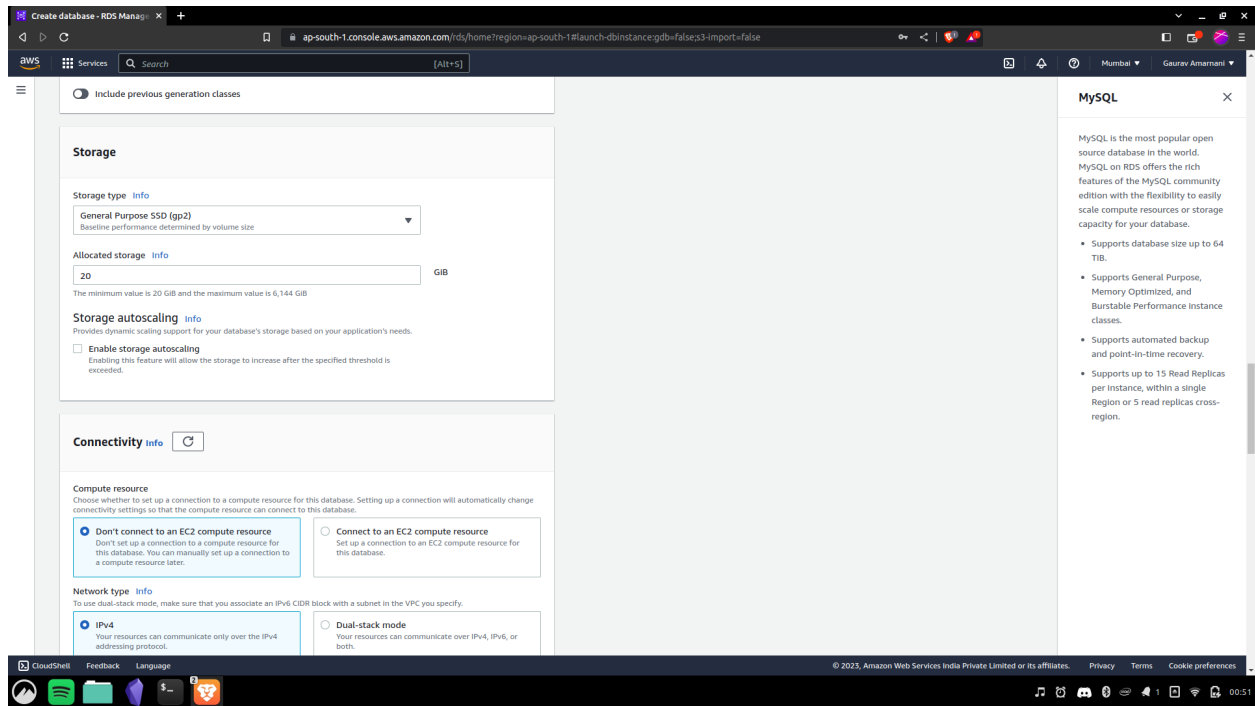 Create database - RDS Manag
ap-south-1.console.aws.amazon.com/rds/home?region=ap-south-1#launch-dbinstance:gdb=false;s3-import=false
aws
Services
Search
[Alt+S]
Mumbai
Gaurav Amarnani
Include previous generation classes
Storage
Storage type Info
General Purpose SSD (gp2)
Baseline performance determined by volume size
Allocated storage Info
20
GiB
The minimum value is 20 GiB and the maximum value is 6,144 GiB
Storage autoscaling Info
Provides dynamic scaling support for your database's storage based on your application's needs.
Enable storage autoscaling
Enabling this feature will allow the storage to increase after the specified threshold is
exceeded.
Connectivity Info
Compute resource
Choose whether to set up a connection to a compute resource for this database. Setting up a connection will automatically change
connectivity settings so that the compute resource can connect to this database.
Don't connect to an EC2 compute resource
Don't set up a connection to a compute resource for
this database. You can manually set up a connection to
a compute resource later.
Connect to an EC2 compute resource
Set up a connection to an EC2 compute resource for
this database.
Network type Info
To use dual-stack mode, make sure that you associate an IPv6 CIDR block with a subnet in the VPC you specify.
IPv4
Your resources can communicate only over the IPv4
addressing protocol.
Dual-stack mode
Your resources can communicate over IPv4, IPv6, or
both.
MySQL
MySQL is the most popular open
source database in the world.
MySQL on RDS offers the rich
features of the MySQL community
edition with the flexibility to easily
scale compute resources or storage
capacity for your database.
• Supports database size up to 64
TiB.
• Supports General Purpose,
Memory Optimized, and
Burstable Performance instance
classes.
• Supports automated backup
and point-in-time recovery.
• Supports up to 15 Read Replicas
per instance, within a single
Region or 5 read replicas cross-
region.
CloudShell
Feedback
Language
© 2023, Amazon Web Services India Private Limited or its affiliates.
Privacy
Terms
Cookie preferences
2
1
00:51